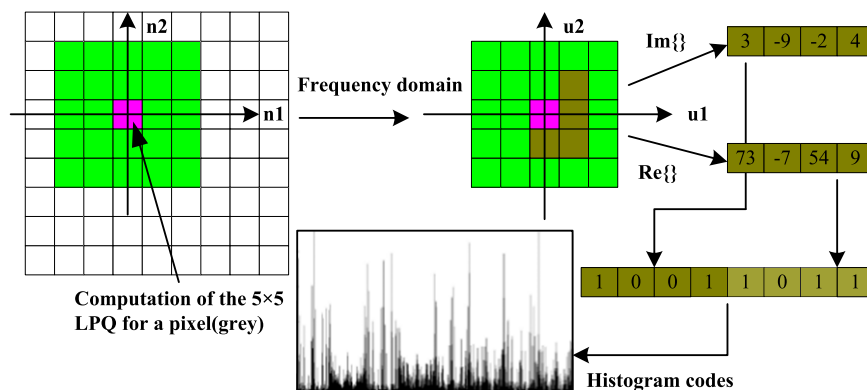 n2
n1
Computation of the 5×5
LPQ for a pixel(grey)
Frequency domain
u2
u1
Im{}
3 -9 -2 4
Re{}
73 -7 54 9
1 0 0 1 1 0 1 1
Histogram codes